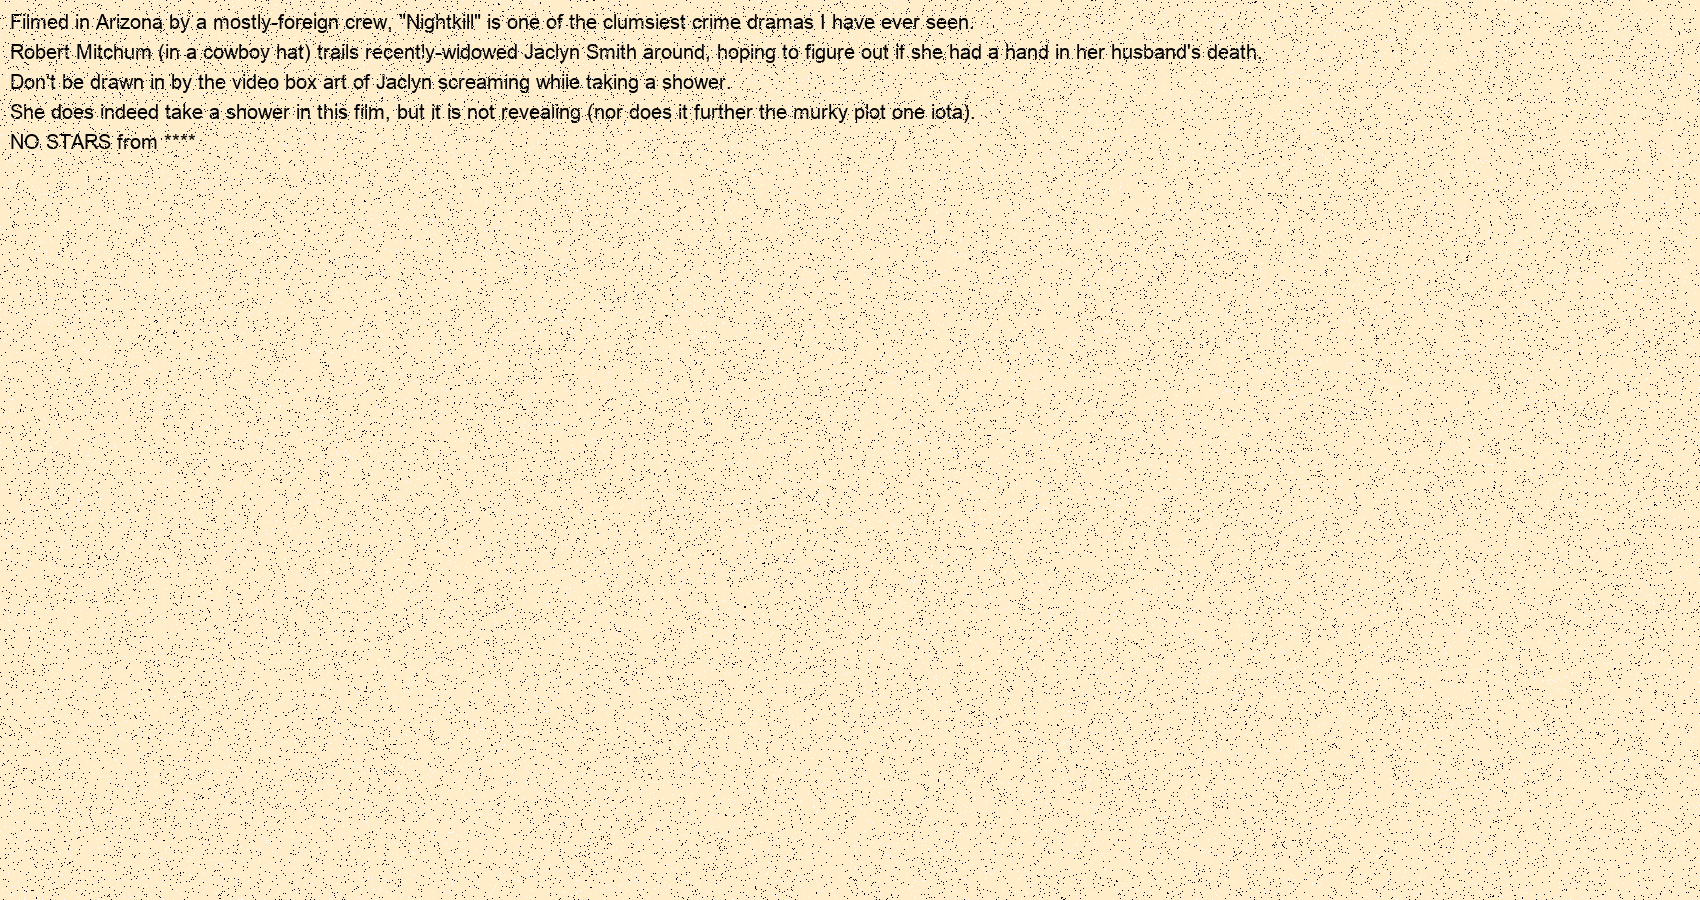 Filmed in Arizona by a mostly-foreign crew, "Nightkill" is one of the clumsiest crime dramas I have ever seen.
Robert Mitchum (in a cowboy hat) trails recently-widowed Jaclyn Smith around, hoping to figure out if she had a hand in her husband's death.
Don't be drawn in by the video box art of Jaclyn screaming while taking a shower.
She does indeed take a shower in this film, but it is not revealing (nor does it further the murky plot one iota).
NO STARS from ****